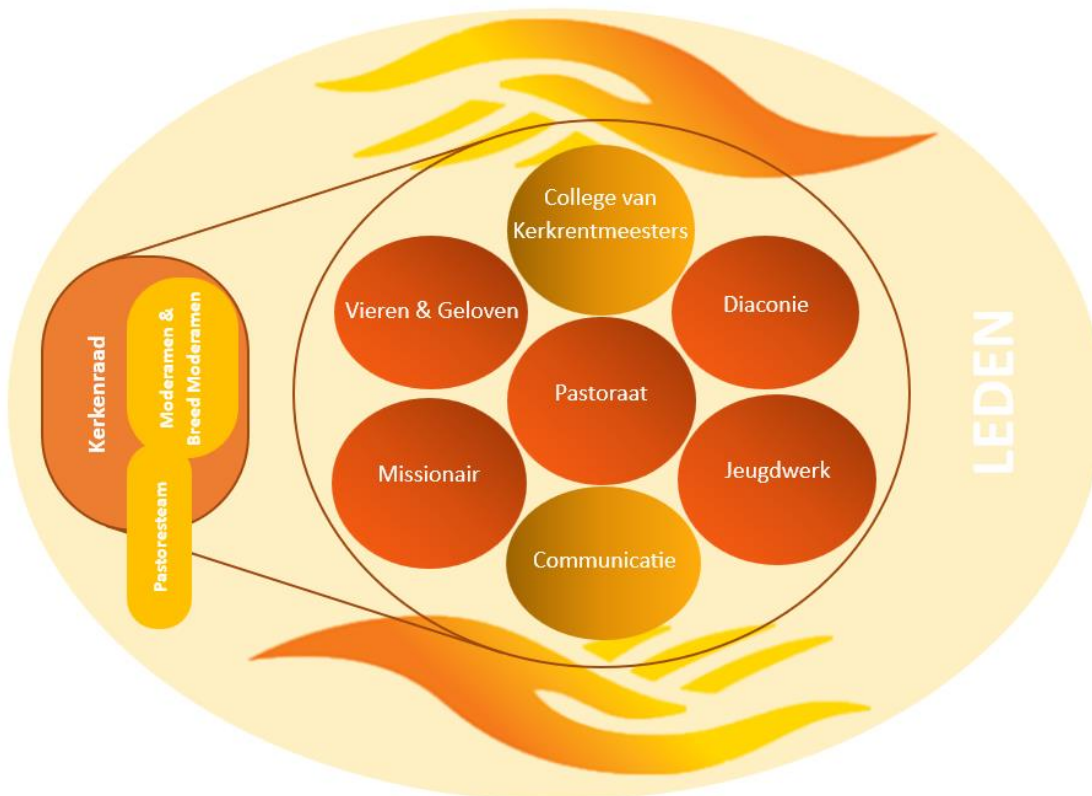 College van
Kerkrentmeesters
Vieren & Geloven
Diaconie
Pastoraat
Missionair
Jeugdwerk
Communicatie
Kerkenraad
Moderamen &
Breed Moderamen
Pastoresteam
LEDEN